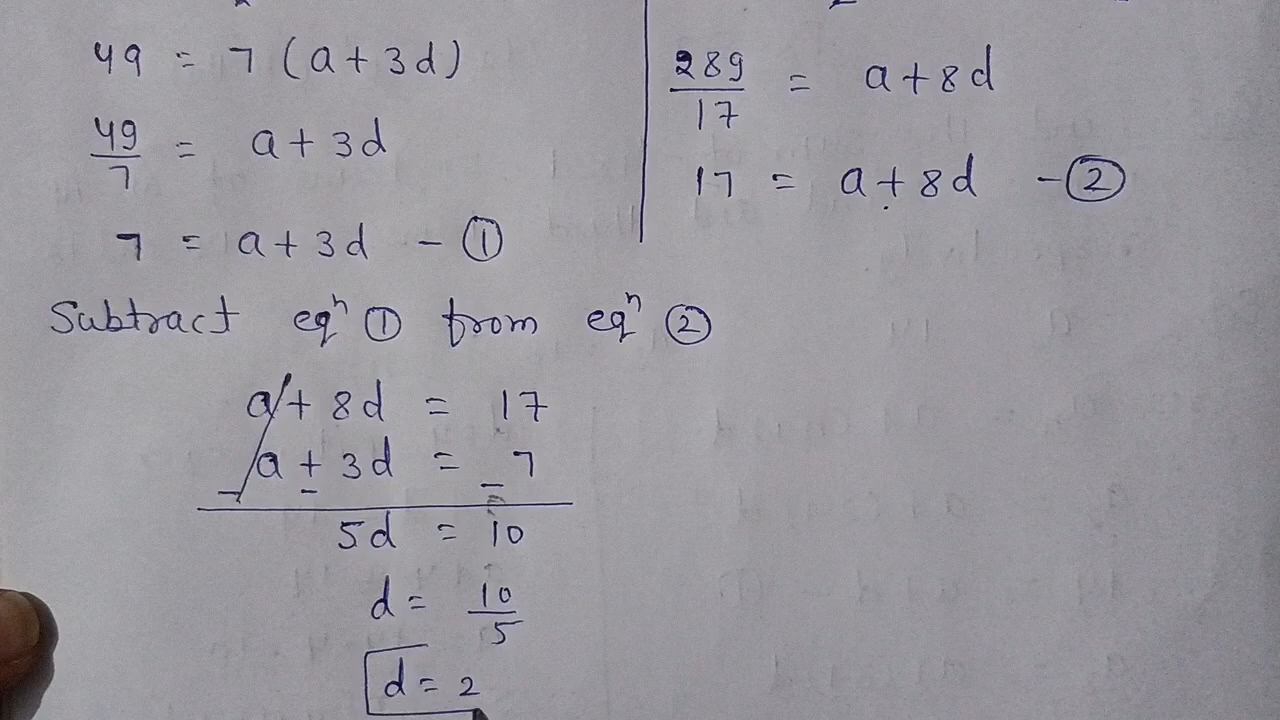 49 = 7 (a + 3d)
49/7 = a + 3d
7 = a + 3d - ①
289/17 = a + 8d
17 = a + 8d - ②
Subtract eqⁿ ① from eqⁿ ②
a + 8d = 17
- a + 3d = - 7
5d = 10
d = 10/5
d = 2